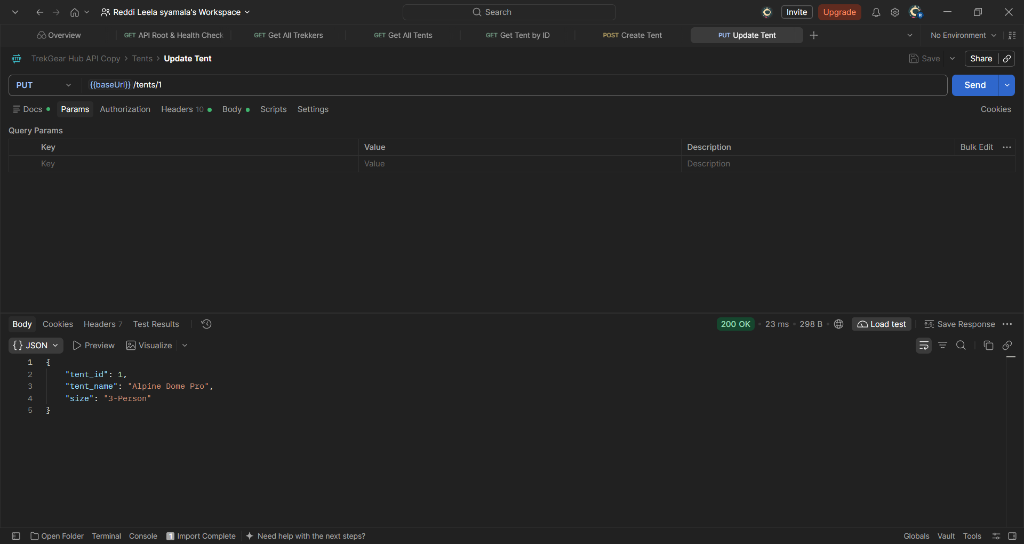 Reddi Leela syamala's Workspace Search Invite Upgrade
Overview GET API Root & Health Check GET Get All Trekkers GET Get All Tents GET Get Tent by ID POST Create Tent PUT Update Tent No Environment
TrekGear Hub API Copy > Tents > Update Tent Save Share
PUT {{baseUrl}} /tents/1 Send
Docs Params Authorization Headers 10 Body Scripts Settings Cookies
Query Params
Key Value Description Bulk Edit
Key Value Description
Body Cookies Headers 7 Test Results 200 OK 23 ms 298 B Load test Save Response
{} JSON Preview Visualize
1 {
2 "tent_id": 1,
3 "tent_name": "Alpine Dome Pro",
4 "size": "3-Person"
5 }
Open Folder Terminal Console Import Complete Need help with the next steps? Globals Vault Tools